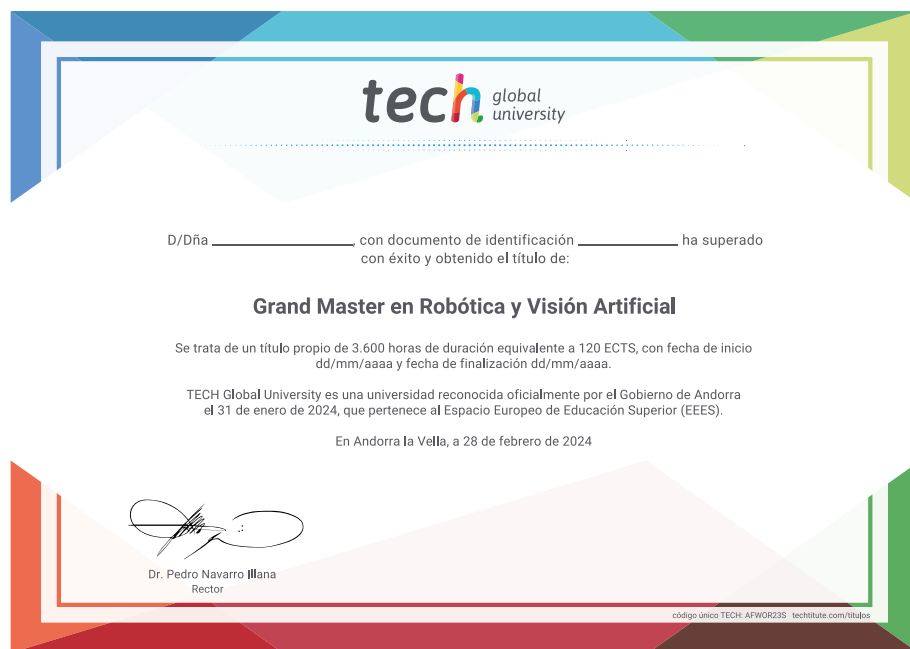 tech global university
D/Dña ______________, con documento de identificación __________ ha superado
con éxito y obtenido el título de:
Grand Master en Robótica y Visión Artificial
Se trata de un título propio de 3.600 horas de duración equivalente a 120 ECTS, con fecha de inicio
dd/mm/aaaa y fecha de finalización dd/mm/aaaa.
TECH Global University es una universidad reconocida oficialmente por el Gobierno de Andorra
el 31 de enero de 2024, que pertenece al Espacio Europeo de Educación Superior (EEES).
En Andorra la Vella, a 28 de febrero de 2024
Dr. Pedro Navarro Illana
Rector
código único TECH: AFWOR23S techtitute.com/titulos